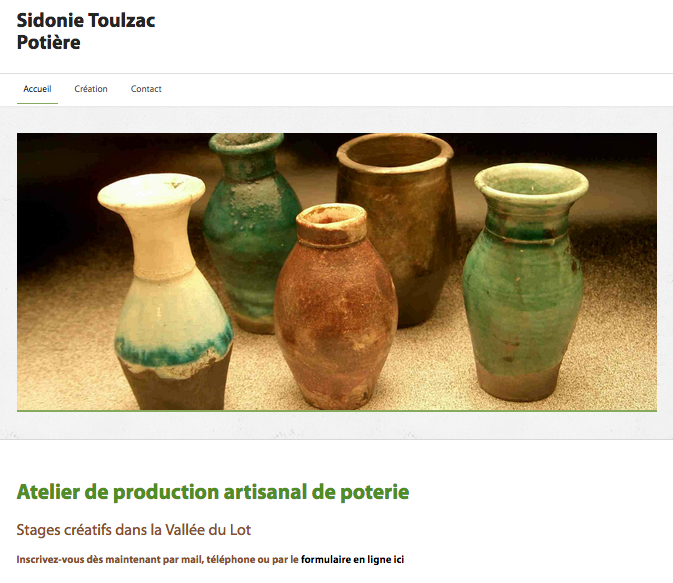 Sidonie Toulzac
Potière
Accueil Création Contact
Atelier de production artisanal de poterie
Stages créatifs dans la Vallée du Lot
Inscrivez-vous dès maintenant par mail, téléphone ou par le formulaire en ligne ici